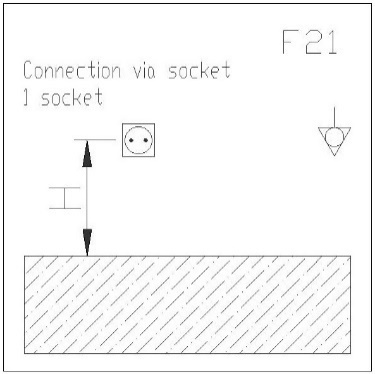 F21
Connection via socket
1 socket
H